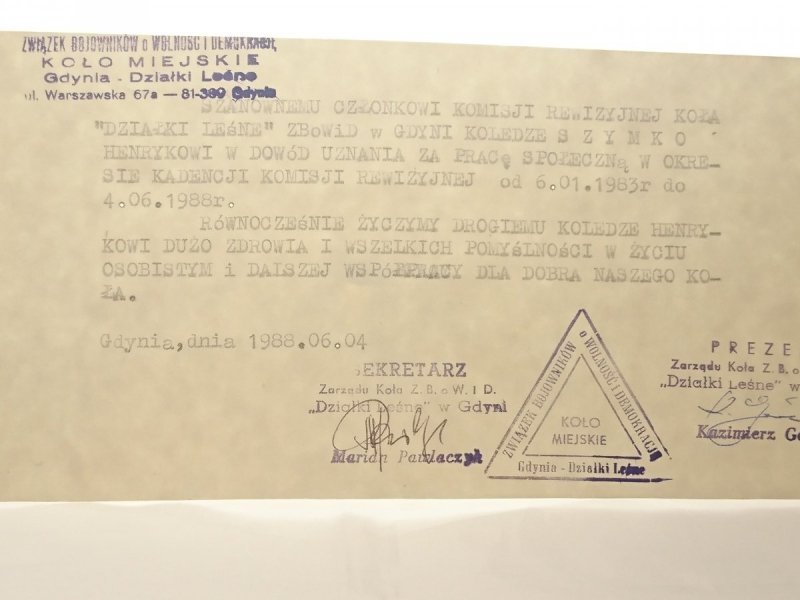 ZWIĄZEK BOJOWNIKÓW o WOLNOŚĆ i DEMOKRACJĘ
KOŁO MIEJSKIE
Gdynia - Działki Leśne
ul. Warszawska 67a — 81-309 Gdynia
SZANOWNEMU CZŁONKOWI KOMISJI REWIZYJNEJ KOŁA
"DZIAŁKI LEŚNE" ZBoWiD w GDYNI KOLEDZE S Z Y M K O
HENRYKOWI W DOWÓD UZNANIA ZA PRACĘ SPOŁECZNĄ W OKRE-
SIE KADENCJI KOMISJI REWIZYJNEJ od 6.01.1983r do
4.06.1988r.
RÓWNOCZEŚNIE ŻYCZYMY DROGIEMU KOLEDZE HENRY-
KOWI DUŻO ZDROWIA I WSZELKICH POMYŚLNOŚCI W ŻYCIU
OSOBISTYM i DALSZEJ WSPÓŁPRACY DLA DOBRA NASZEGO KO-
ŁA.
Gdynia,dnia 1988.06.04
SEKRETARZ
Zarządu Koła Z. B. o W. i D.
„Działki Leśne" w Gdyni
Marian Pawlaczyk
ZWIĄZEK BOJOWNIKÓW o WOLNOŚĆ I DEMOKRACJĘ
KOŁO
MIEJSKIE
Gdynia - Działki Leśne
P R E Z E
Zarządu Koła Z. B. o
„Działki Leśne" w
Kazimierz